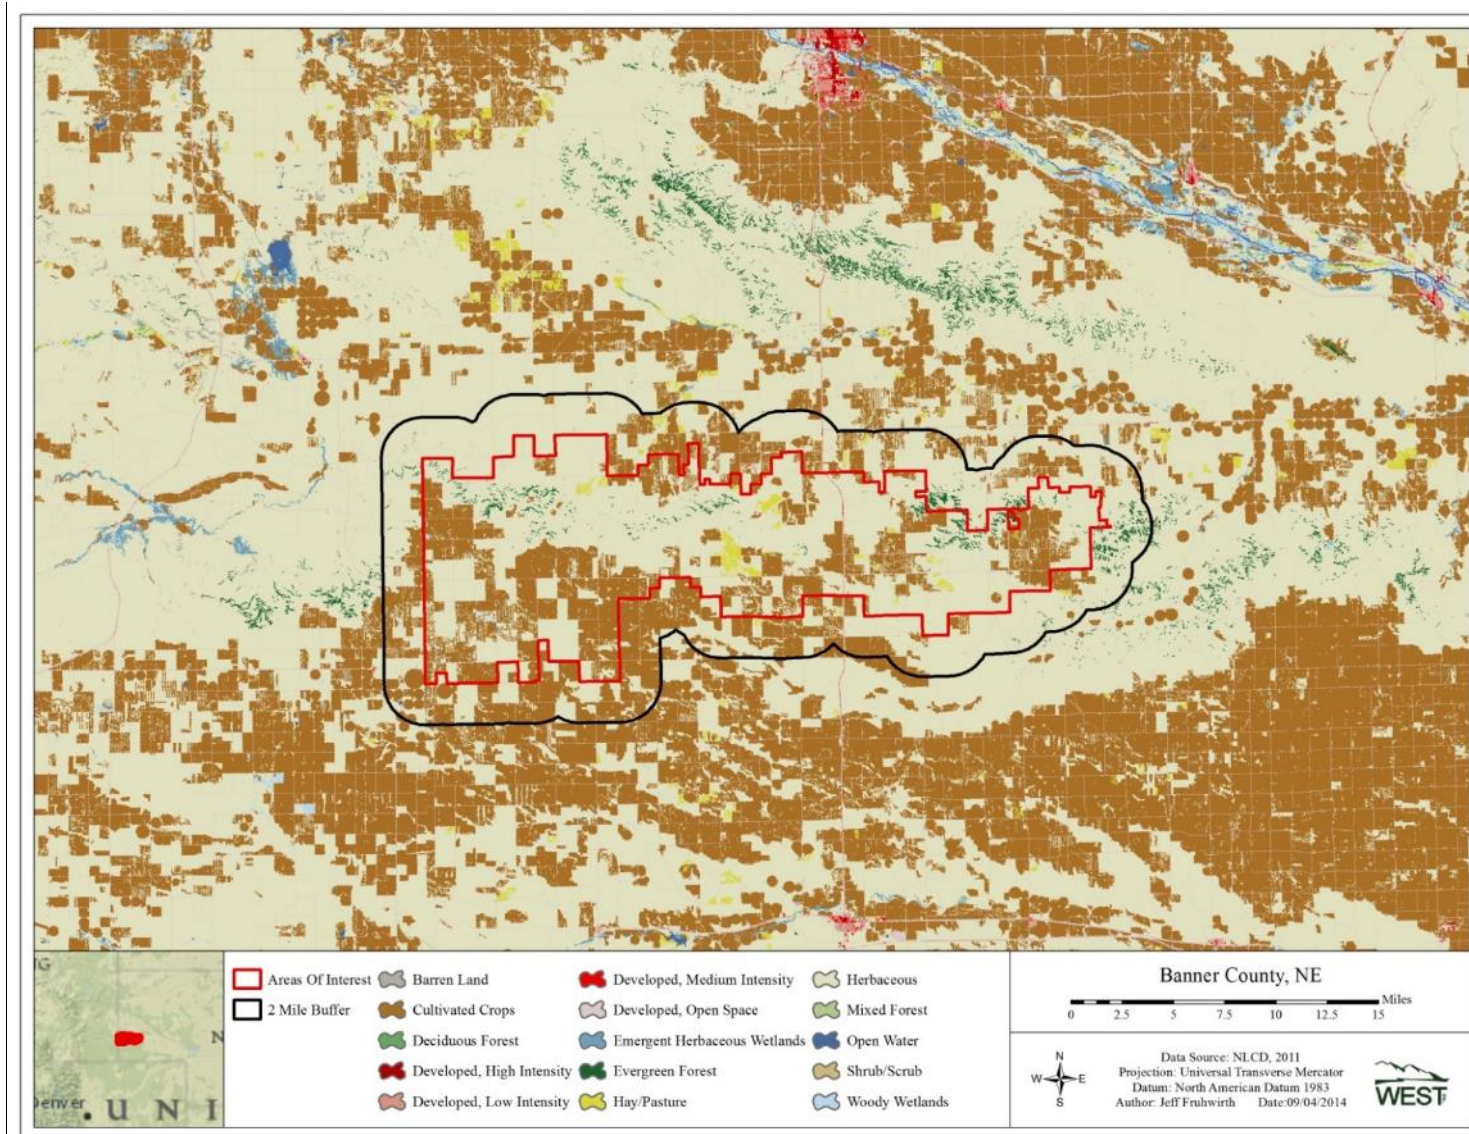 NG
N
Denver
UNI
Areas Of Interest
2 Mile Buffer
Barren Land
Cultivated Crops
Deciduous Forest
Developed, High Intensity
Developed, Low Intensity
Developed, Medium Intensity
Developed, Open Space
Emergent Herbaceous Wetlands
Evergreen Forest
Hay/Pasture
Herbaceous
Mixed Forest
Open Water
Shrub/Scrub
Woody Wetlands
Banner County, NE
Miles
0 2.5 5 7.5 10 12.5 15
N
W E
S
Data Source: NLCD, 2011
Projection: Universal Transverse Mercator
Datum: North American Datum 1983
Author: Jeff Fruhwirth Date:09/04/2014
WEST